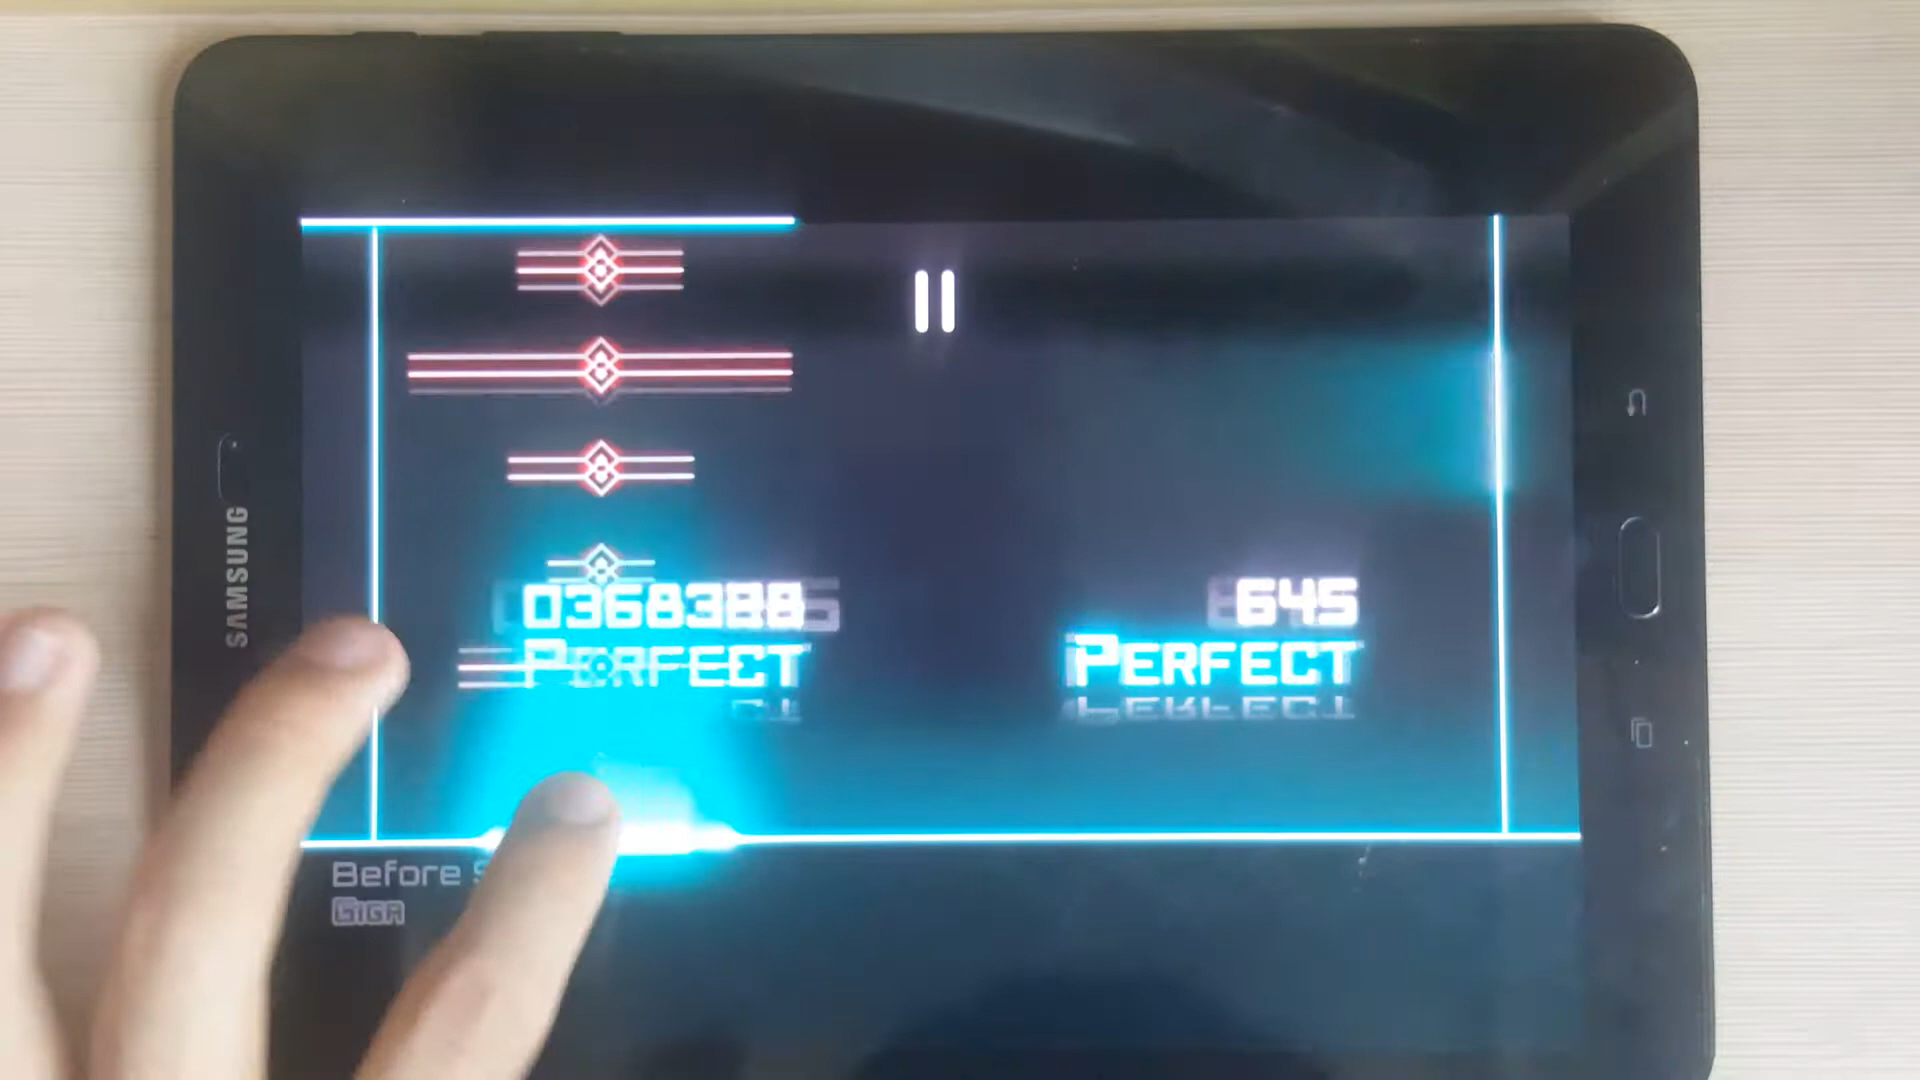 SAMSUNG
0368388
645
PERFECT
PERFECT
Before
GIGA